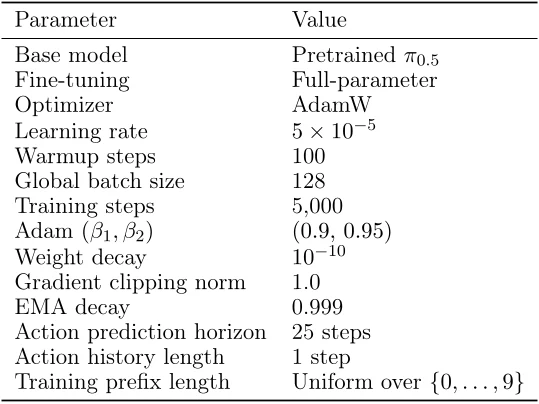 Parameter Value
Base model Pretrained π₀.₅
Fine-tuning Full-parameter
Optimizer AdamW
Learning rate 5 × 10⁻⁵
Warmup steps 100
Global batch size 128
Training steps 5,000
Adam (β₁, β₂) (0.9, 0.95)
Weight decay 10⁻¹⁰
Gradient clipping norm 1.0
EMA decay 0.999
Action prediction horizon 25 steps
Action history length 1 step
Training prefix length Uniform over {0, . . . , 9}